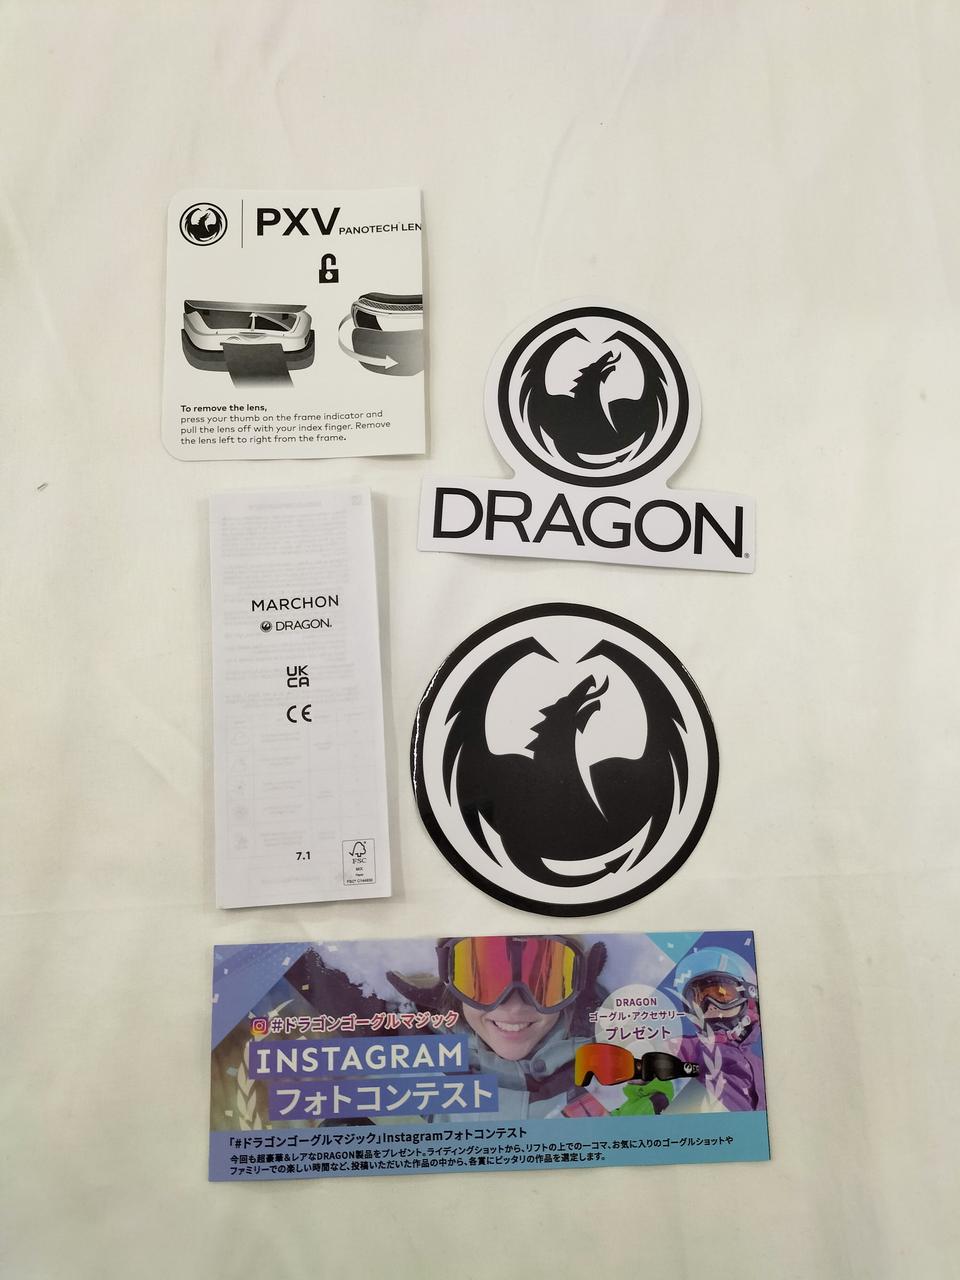 PXV PANOTECH™ LEN
To remove the lens,
press your thumb on the frame indicator and
pull the lens off with your index finger. Remove
the lens left to right from the frame.
DRAGON®
MARCHON
DRAGON.
UK
CA
CE
7.1
FSC
MIX
Paper
#ドラゴンゴーグルマジック
INSTAGRAM
フォトコンテスト
DRAGON
ゴーグル・アクセサリー
プレゼント
「#ドラゴンゴーグルマジック」Instagramフォトコンテスト
今回も超豪華&レアなDRAGON製品をプレゼント。ライディングショットから、リフトの上での一コマ、お気に入りのゴーグルショットや
ファミリーでの楽しい時間など、投稿いただいた作品の中から、各賞にピッタリの作品を選定します。